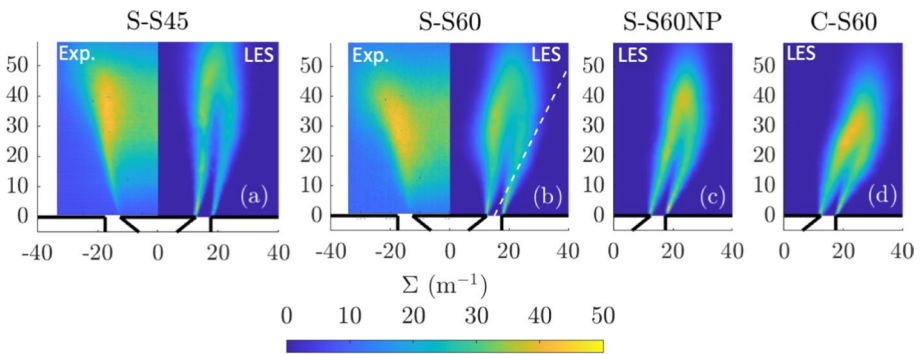 S-S45 S-S60 S-S60NP C-S60
Exp. LES Exp. LES LES LES
50 50 50 50
40 40 40 40
30 30 30 30
20 20 20 20
10 10 10 10
0 0 0 0
(a) (b) (c) (d)
-40 -20 0 20 40 -40 -20 0 20 40 0 20 40 0 20 40
Σ (m⁻¹)
0 10 20 30 40 50